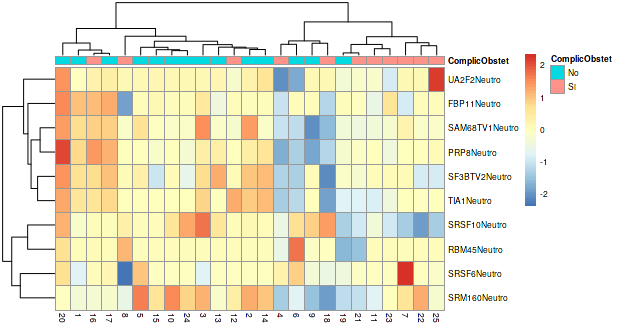 ComplicObstet
UA2F2Neutro
FBP11Neutro
SAM68TV1Neutro
PRP8Neutro
SF3BTV2Neutro
TIA1Neutro
SRSF10Neutro
RBM45Neutro
SRSF6Neutro
SRM160Neutro
20 1 16 17 8 5 15 10 24 3 13 12 2 14 4 6 9 18 19 21 11 23 7 22 25
2
1
0
-1
-2
ComplicObstet
No
SI